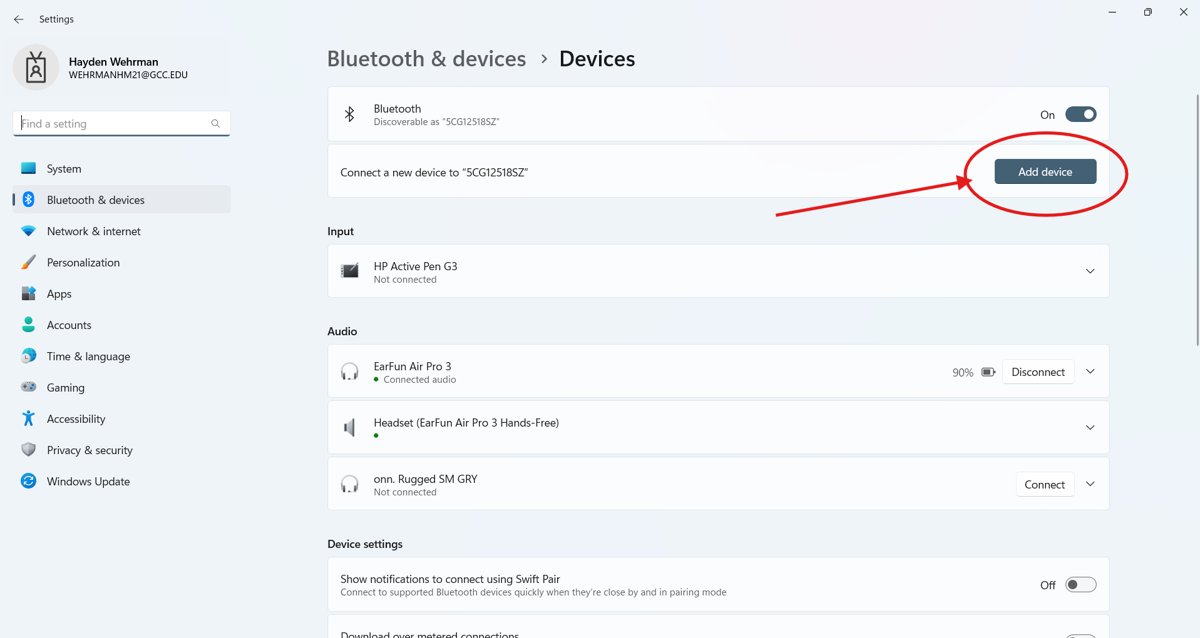 Settings
Hayden Wehrman
WEHRMANHM21@GCC.EDU
Find a setting
System
Bluetooth & devices
Network & internet
Personalization
Apps
Accounts
Time & language
Gaming
Accessibility
Privacy & security
Windows Update
Bluetooth & devices > Devices
Bluetooth
Discoverable as "5CG12518SZ"
On
Connect a new device to "5CG12518SZ"
Add device
Input
HP Active Pen G3
Not connected
Audio
EarFun Air Pro 3
Connected audio
90%
Disconnect
Headset (EarFun Air Pro 3 Hands-Free)
onn. Rugged SM GRY
Not connected
Connect
Device settings
Show notifications to connect using Swift Pair
Connect to supported Bluetooth devices quickly when they're close by and in pairing mode
Off
Download over metered connections